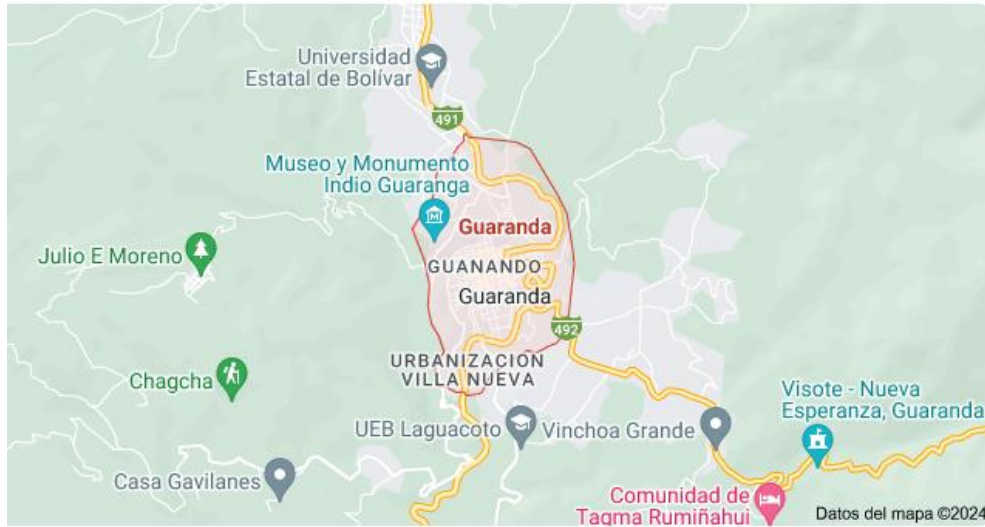 Universidad
Estatal de Bolívar
491
Museo y Monumento
Indio Guaranga
Guaranda
Julio E Moreno
GUANANDO
Guaranda
492
URBANIZACION
VILLA NUEVA
Chagcha
Visote - Nueva
Esperanza, Guaranda
UEB Laguacoto
Vinchoa Grande
Casa Gavilanes
Comunidad de
Tagma Rumiñahui
Datos del mapa ©2024